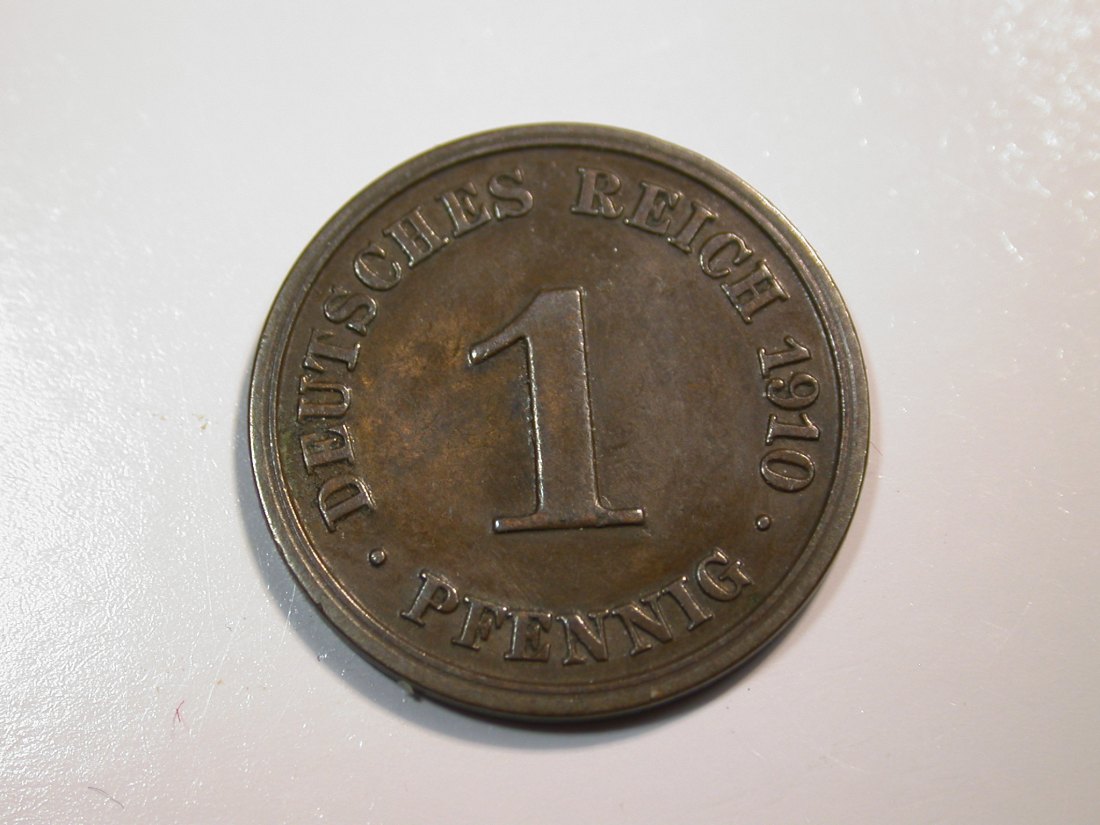 DEUTSCHES REICH 1910
1
· PFENNIG ·